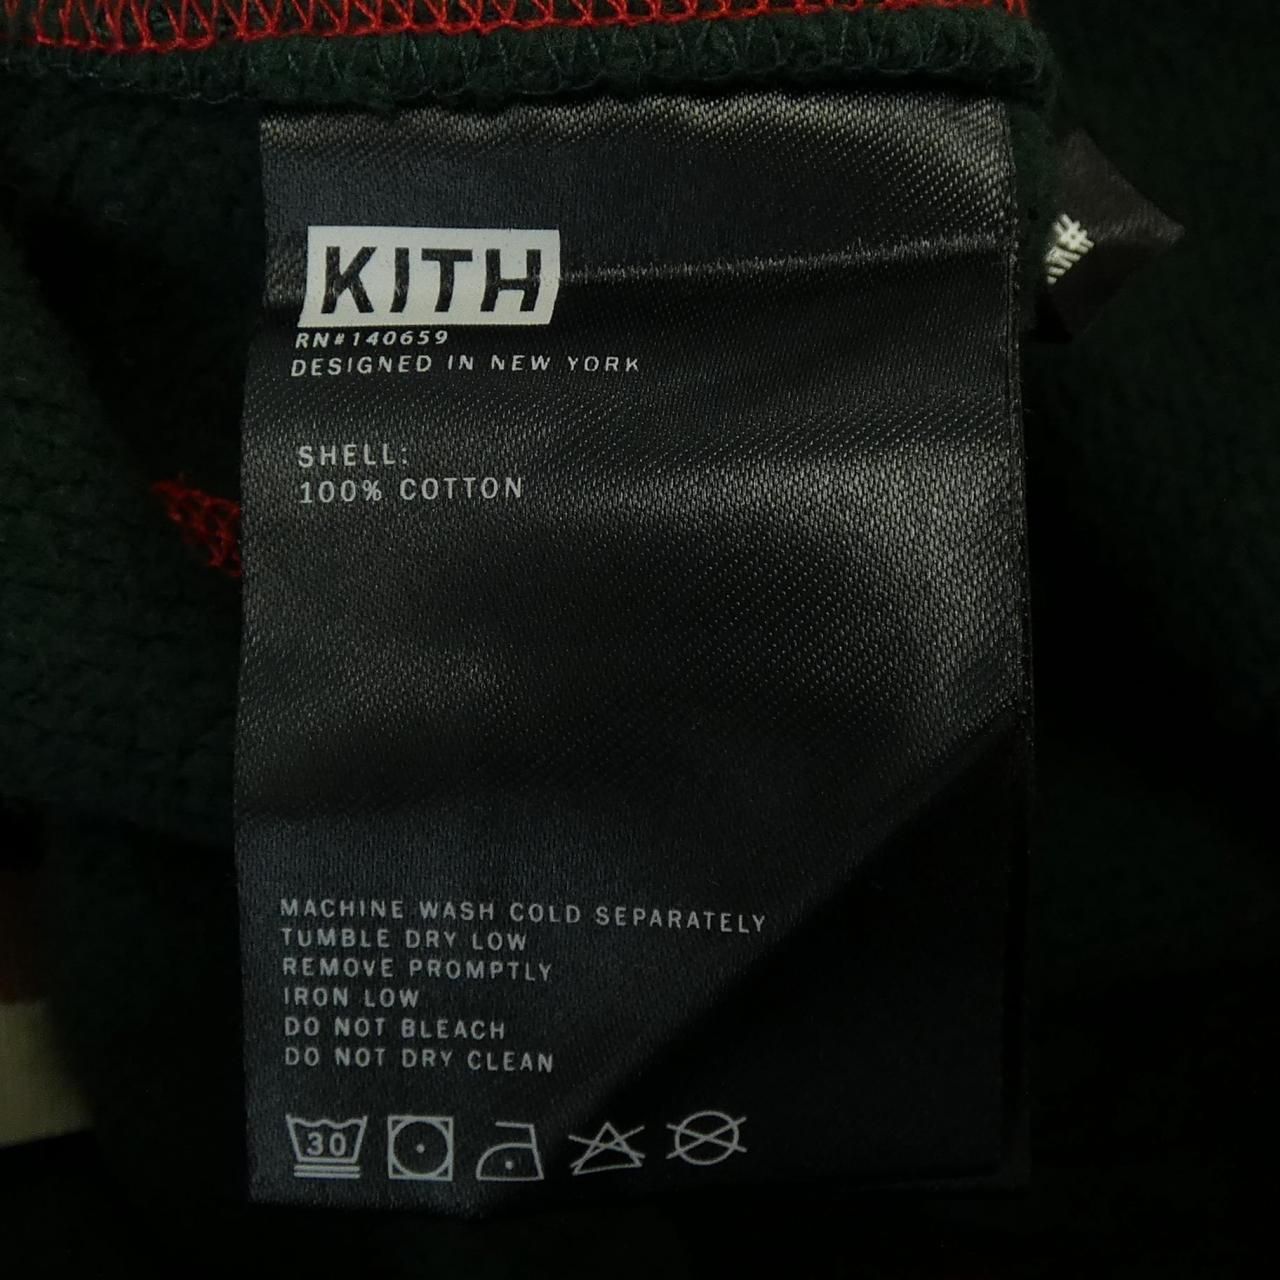 KITH
RN#140659
DESIGNED IN NEW YORK
SHELL:
100% COTTON
MACHINE WASH COLD SEPARATELY
TUMBLE DRY LOW
REMOVE PROMPTLY
IRON LOW
DO NOT BLEACH
DO NOT DRY CLEAN
30